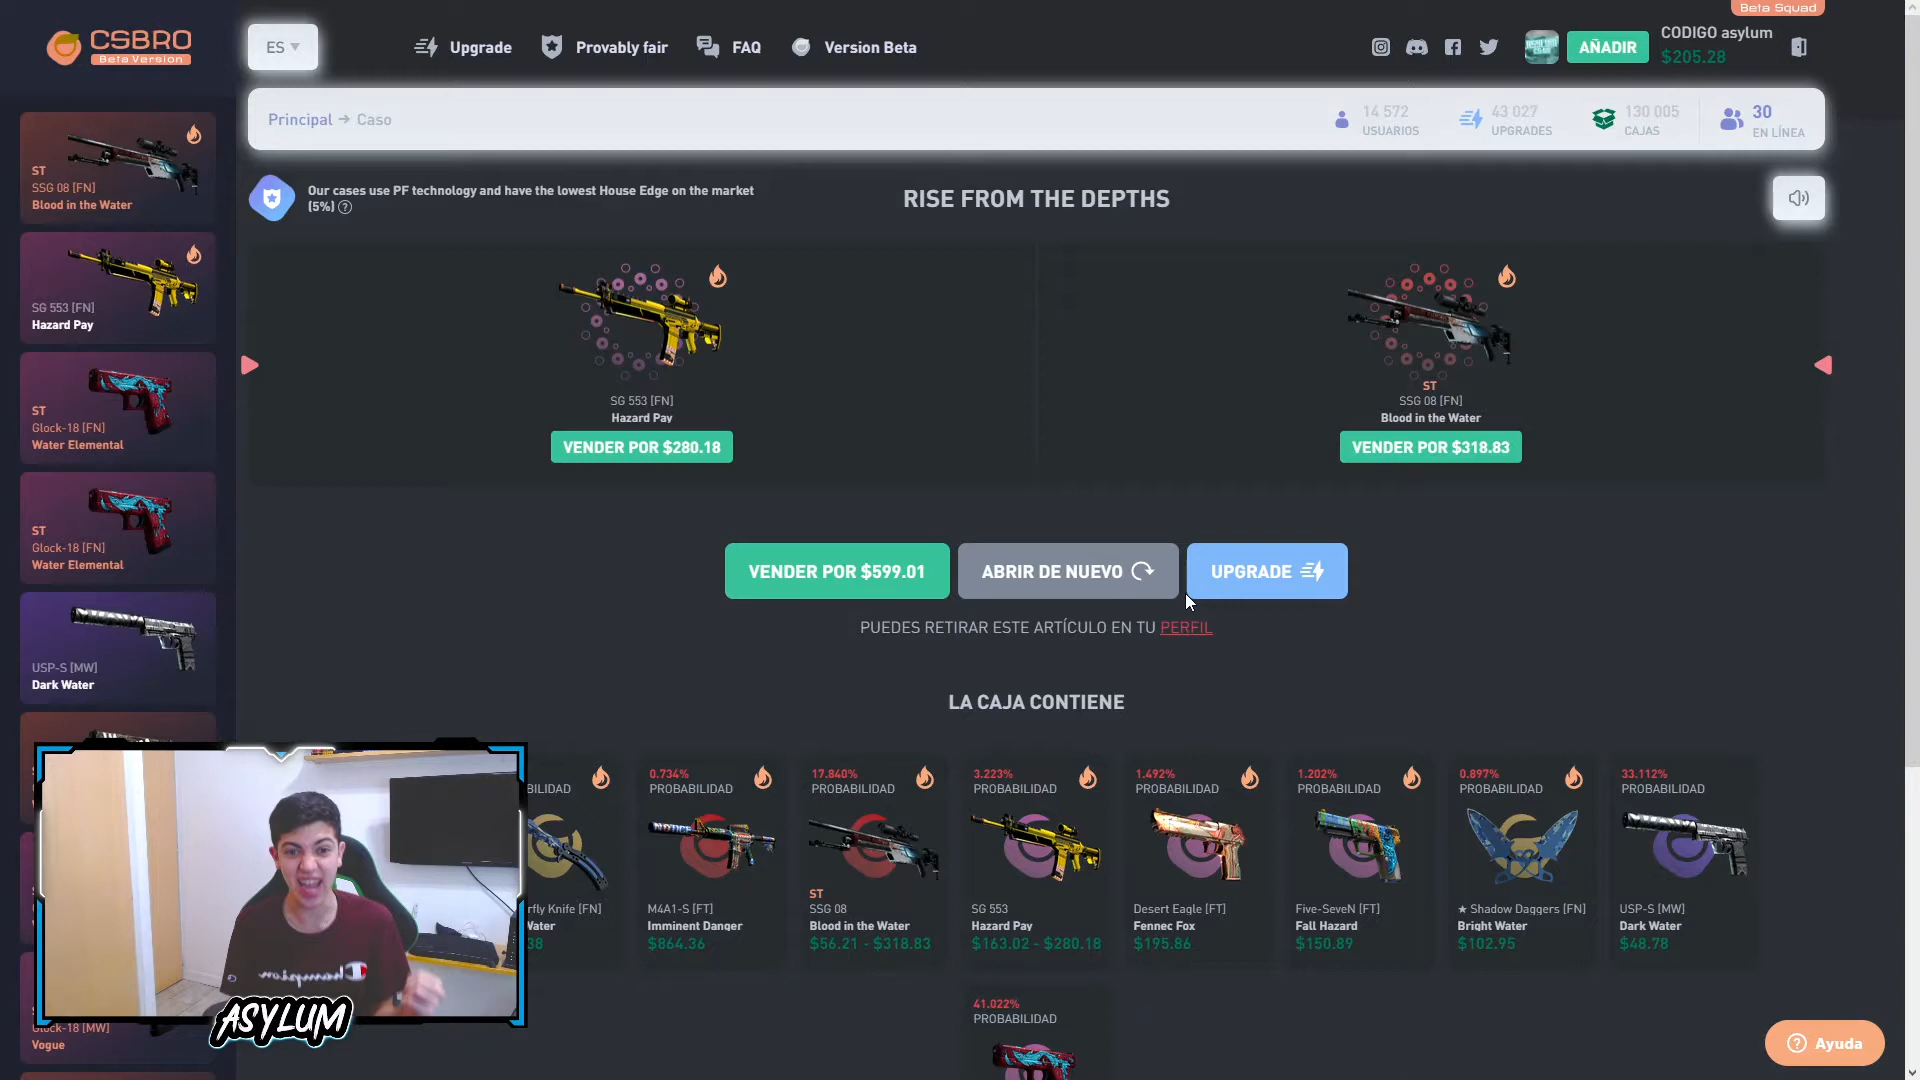 Beta Squad
CSBRO
Beta Version
ES
Upgrade
Provably fair
FAQ
Version Beta
AÑADIR
CODIGO asylum
$205.28
Principal → Caso
14 572
USUARIOS
43 027
UPGRADES
130 005
CAJAS
30
EN LÍNEA
Our cases use PF technology and have the lowest House Edge on the market
(5%)
RISE FROM THE DEPTHS
ST
SSG 08 [FN]
Blood in the Water
SG 553 [FN]
Hazard Pay
ST
Glock-18 [FN]
Water Elemental
ST
Glock-18 [FN]
Water Elemental
USP-S [MW]
Dark Water
Glock-18 [MW]
Vogue
SG 553 [FN]
Hazard Pay
VENDER POR $280.18
ST
SSG 08 [FN]
Blood in the Water
VENDER POR $318.83
VENDER POR $599.01
ABRIR DE NUEVO
UPGRADE
PUEDES RETIRAR ESTE ARTÍCULO EN TU PERFIL
LA CAJA CONTIENE
BILIDAD
rfly Knife [FN]
Water
38
0.734%
PROBABILIDAD
M4A1-S [FT]
Imminent Danger
$864.36
17.840%
PROBABILIDAD
ST
SSG 08
Blood in the Water
$56.21 - $318.83
3.223%
PROBABILIDAD
SG 553
Hazard Pay
$163.02 - $280.18
1.492%
PROBABILIDAD
Desert Eagle [FT]
Fennec Fox
$195.86
1.202%
PROBABILIDAD
Five-SeveN [FT]
Fall Hazard
$150.89
0.897%
PROBABILIDAD
★ Shadow Daggers [FN]
Bright Water
$102.95
33.112%
PROBABILIDAD
USP-S [MW]
Dark Water
$48.78
41.022%
PROBABILIDAD
Champion
ASYLUM
Ayuda